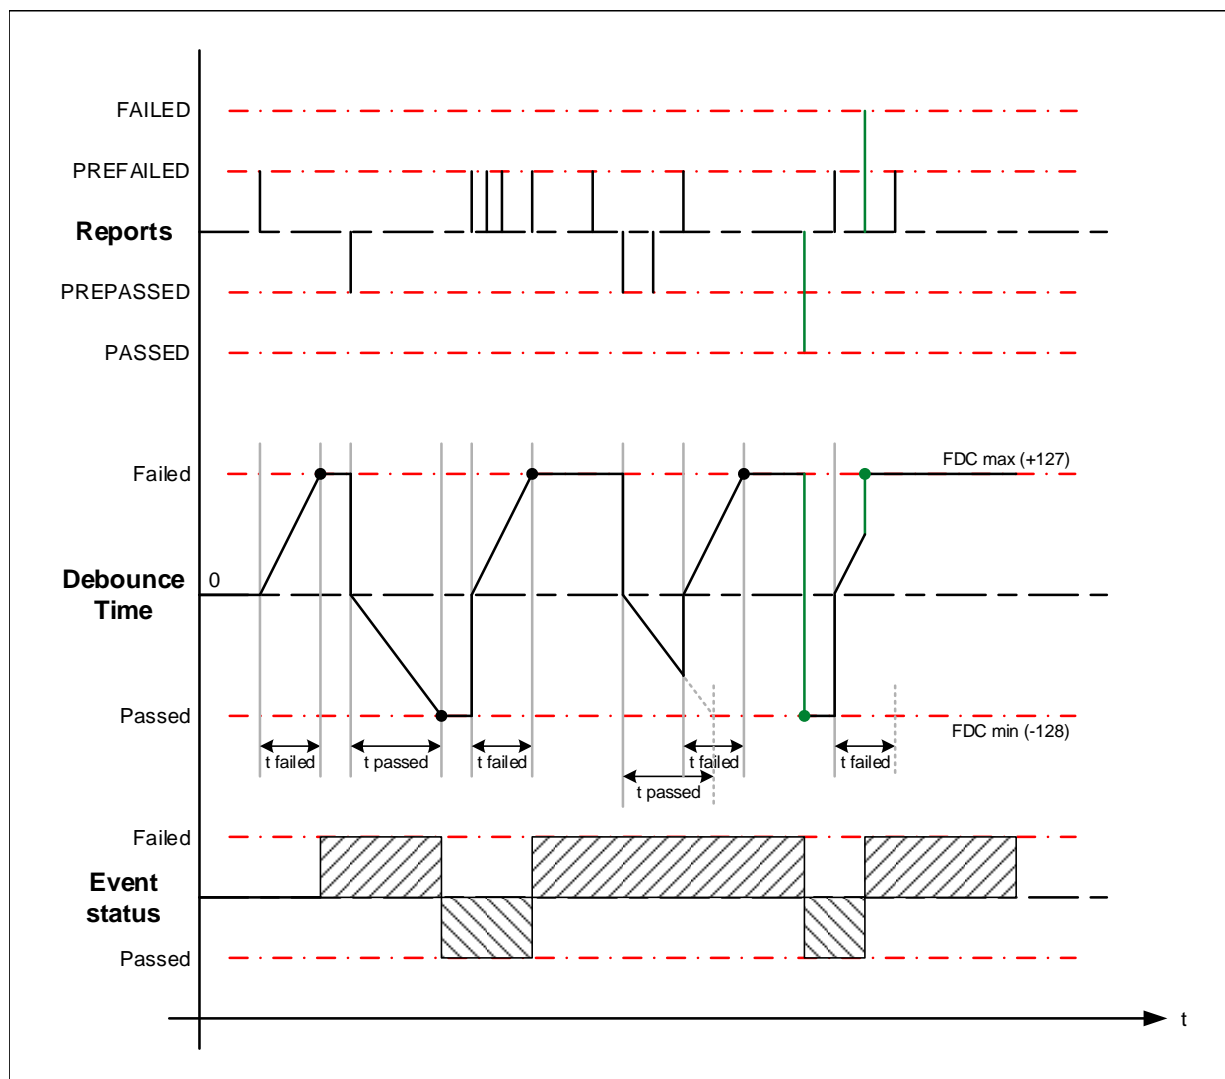 FAILED
PREFAILED
Reports
PREPASSED
PASSED
Failed
FDC max (+127)
0
Debounce
Time
Passed
FDC min (-128)
t failed
t passed
t failed
t failed
t failed
t passed
Failed
Event
status
Passed
t